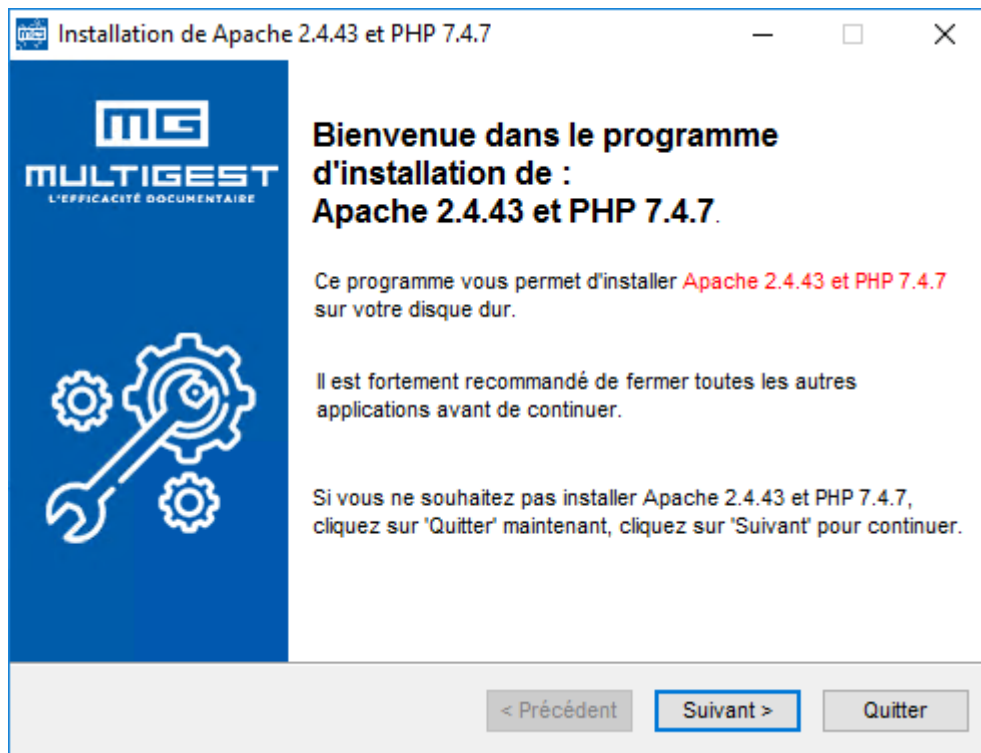 Installation de Apache 2.4.43 et PHP 7.4.7
MG
MULTIGEST
L'EFFICACITÉ DOCUMENTAIRE
Bienvenue dans le programme
d'installation de :
Apache 2.4.43 et PHP 7.4.7.
Ce programme vous permet d'installer Apache 2.4.43 et PHP 7.4.7
sur votre disque dur.
Il est fortement recommandé de fermer toutes les autres
applications avant de continuer.
Si vous ne souhaitez pas installer Apache 2.4.43 et PHP 7.4.7,
cliquez sur 'Quitter' maintenant, cliquez sur 'Suivant' pour continuer.
< Précédent
Suivant >
Quitter